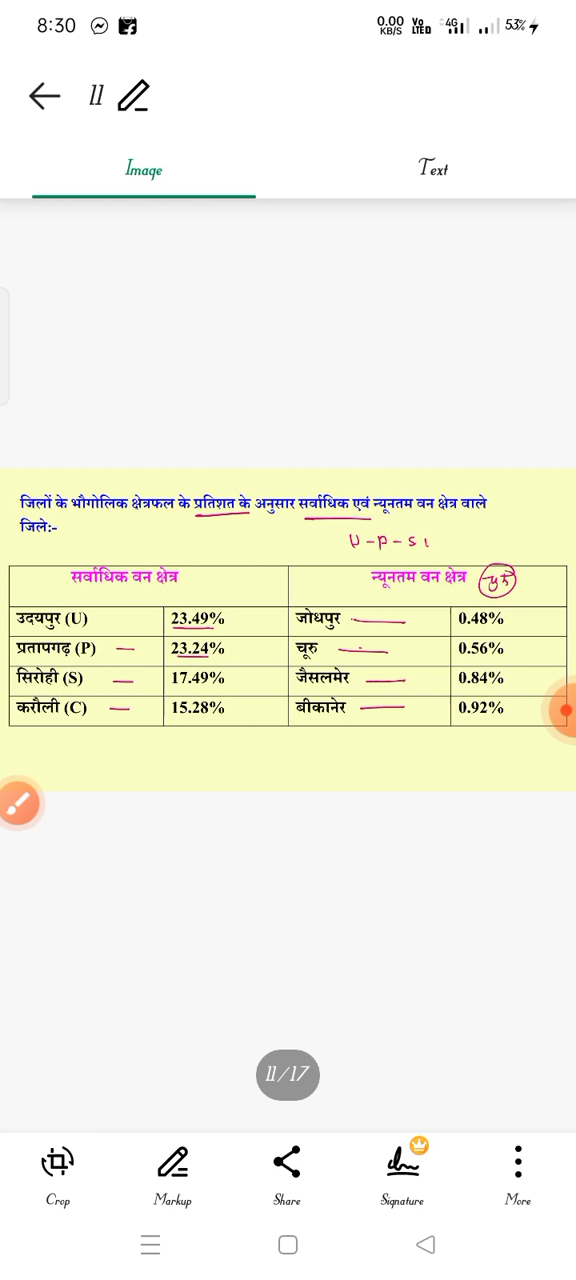 8:30
0.00 KB/S VoLTED 4G 53%
11
Image Text
जिलों के भौगोलिक क्षेत्रफल के प्रतिशत के अनुसार सर्वाधिक एवं न्यूनतम वन क्षेत्र वाले
जिले:-
सर्वाधिक वन क्षेत्र न्यूनतम वन क्षेत्र
उदयपुर (U) 23.49% जोधपुर 0.48%
प्रतापगढ़ (P) 23.24% चूरु 0.56%
सिरोही (S) 17.49% जैसलमेर 0.84%
करौली (C) 15.28% बीकानेर 0.92%
11/17
Crop Markup Share Signature More